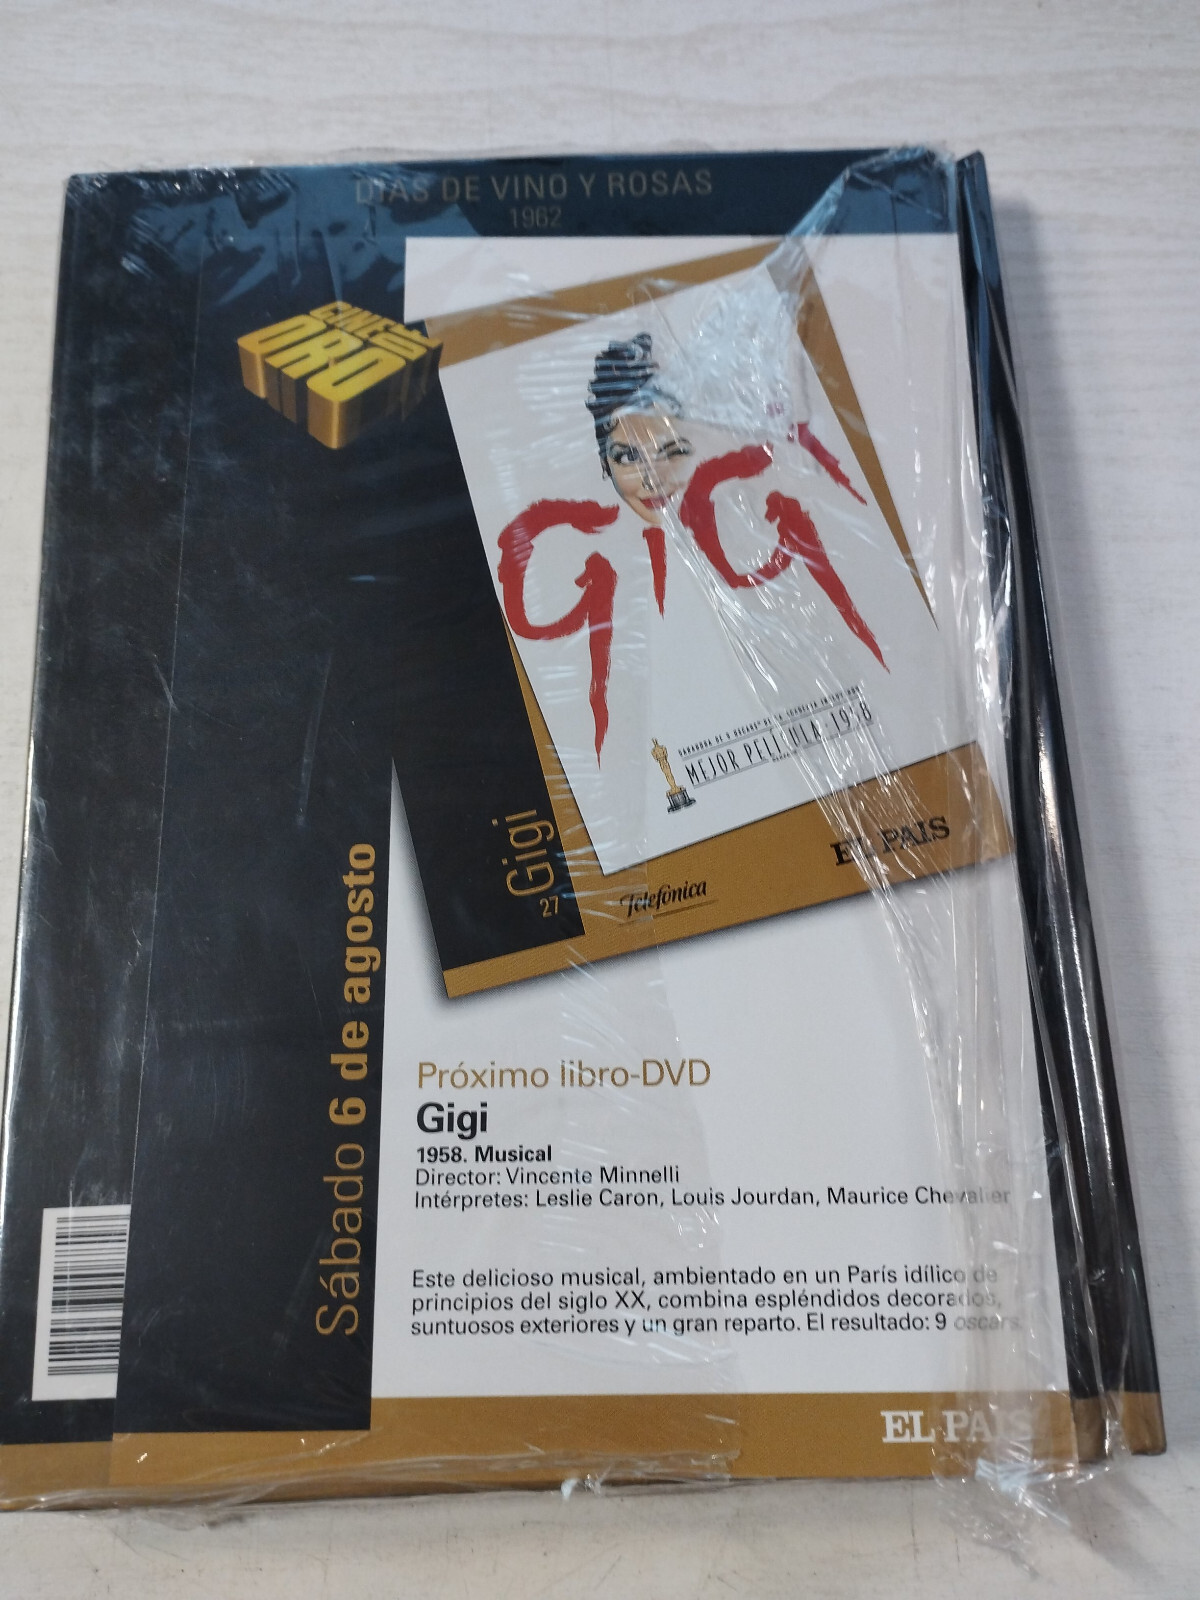 DÍAS DE VINO Y ROSAS
1962
CINE DE
ORO
GIGI
MEJOR PELÍCULA 1958
Gigi
27
Telefónica
EL PAIS
Sábado 6 de agosto
Próximo libro-DVD
Gigi
1958. Musical
Director: Vincente Minnelli
Intérpretes: Leslie Caron, Louis Jourdan, Maurice Chevalier
Este delicioso musical, ambientado en un París idílico de
principios del siglo XX, combina espléndidos decorados,
suntuosos exteriores y un gran reparto. El resultado: 9 oscars.
EL PAIS